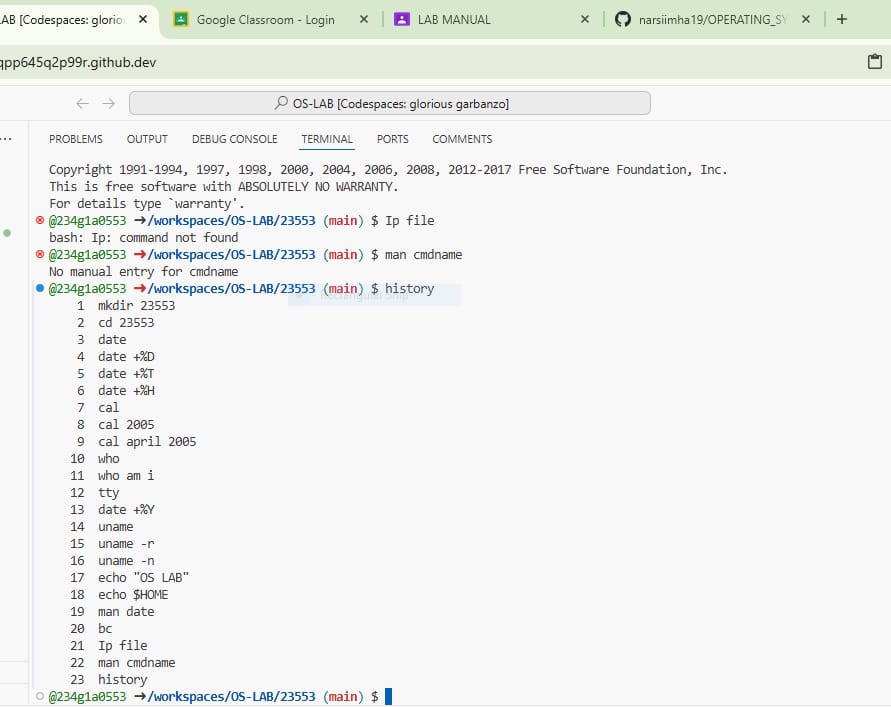 AB [Codespaces: glorio
Google Classroom - Login
LAB MANUAL
narsiimha19/OPERATING_SY
qpp645q2p99r.github.dev
OS-LAB [Codespaces: glorious garbanzo]
PROBLEMS OUTPUT DEBUG CONSOLE TERMINAL PORTS COMMENTS
Copyright 1991-1994, 1997, 1998, 2000, 2004, 2006, 2008, 2012-2017 Free Software Foundation, Inc.
This is free software with ABSOLUTELY NO WARRANTY.
For details type `warranty'.
@234g1a0553 ➜/workspaces/OS-LAB/23553 (main) $ Ip file
bash: Ip: command not found
@234g1a0553 ➜/workspaces/OS-LAB/23553 (main) $ man cmdname
No manual entry for cmdname
@234g1a0553 ➜/workspaces/OS-LAB/23553 (main) $ history
Rectangular Snip
1 mkdir 23553
2 cd 23553
3 date
4 date +%D
5 date +%T
6 date +%H
7 cal
8 cal 2005
9 cal april 2005
10 who
11 who am i
12 tty
13 date +%Y
14 uname
15 uname -r
16 uname -n
17 echo "OS LAB"
18 echo $HOME
19 man date
20 bc
21 Ip file
22 man cmdname
23 history
@234g1a0553 ➜/workspaces/OS-LAB/23553 (main) $